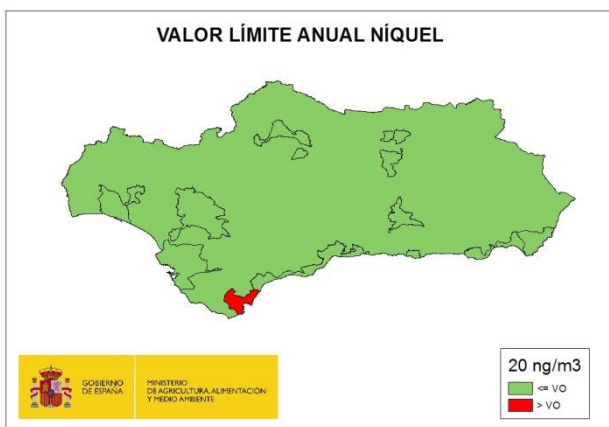 VALOR LÍMITE ANUAL NÍQUEL
GOBIERNO
DE ESPAÑA
MINISTERIO
DE AGRICULTURA, ALIMENTACIÓN
Y MEDIO AMBIENTE
20 ng/m3
<= VO
> VO